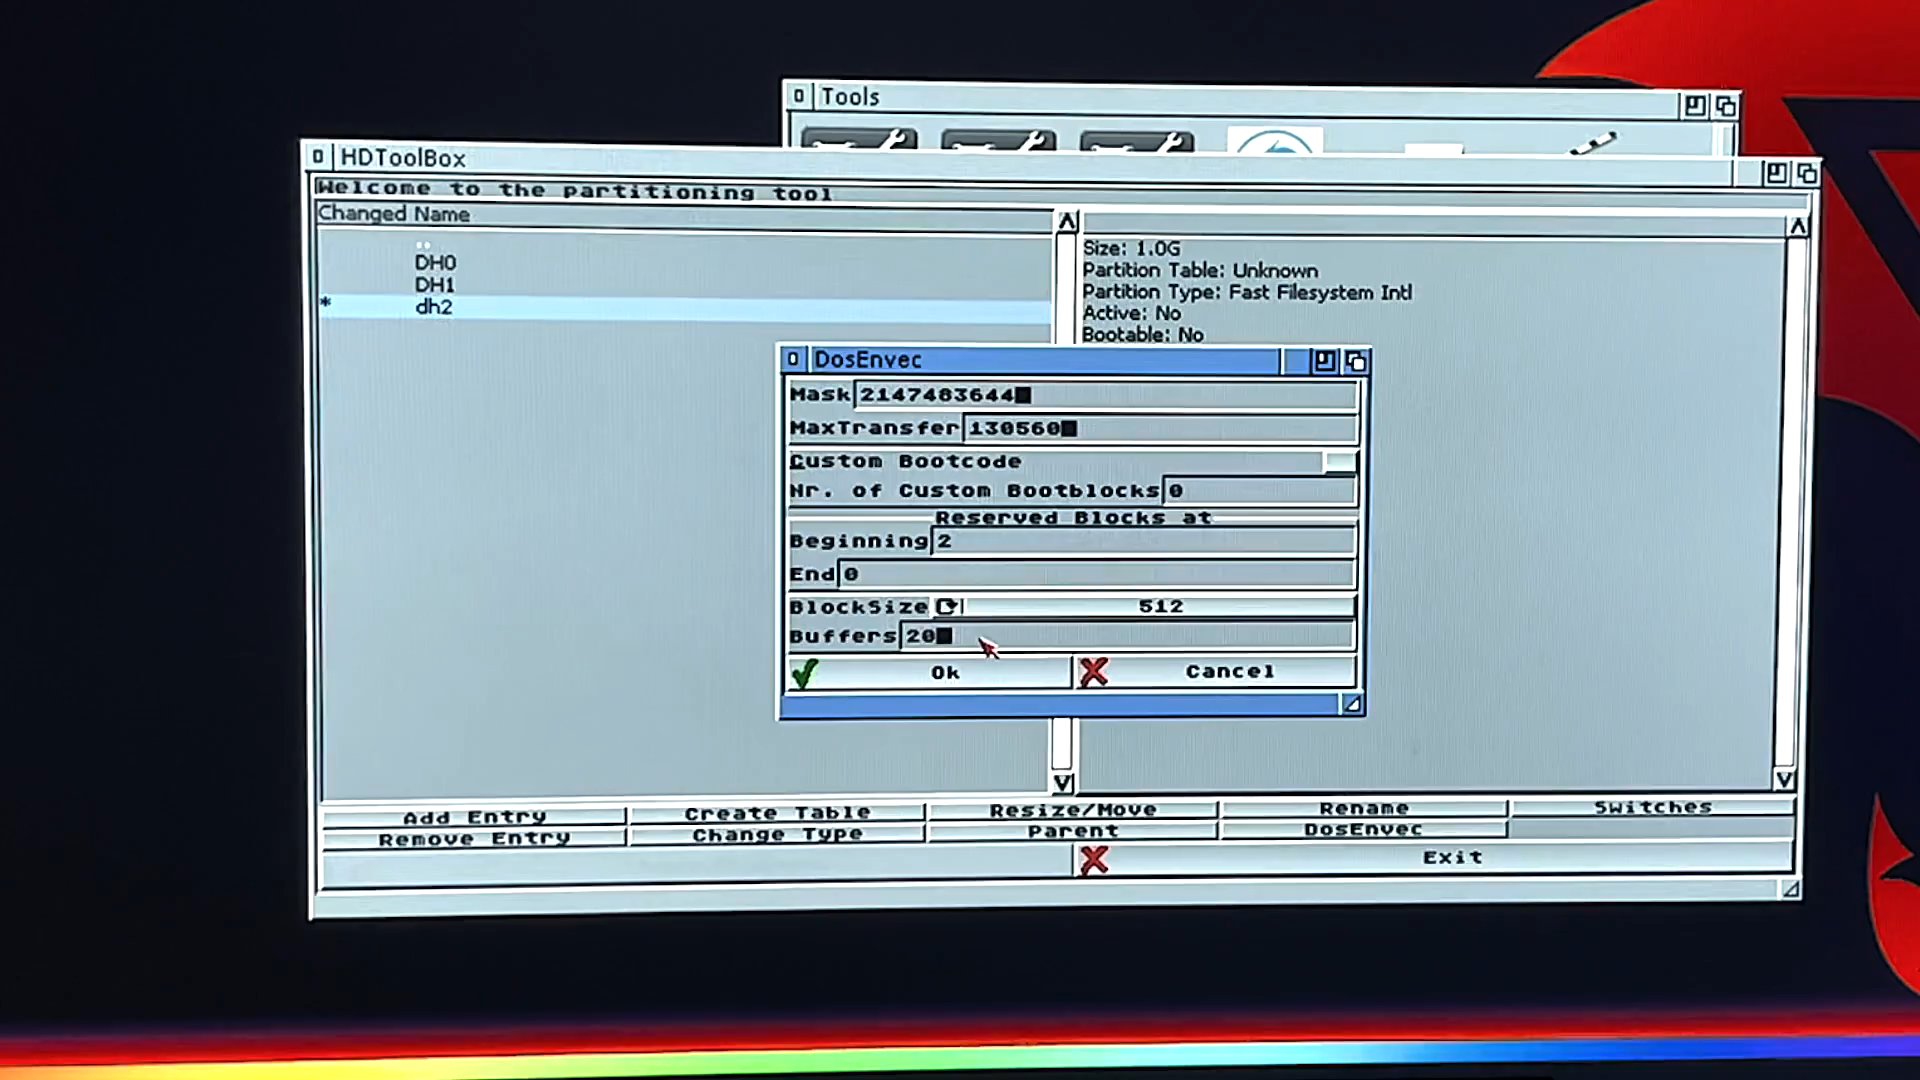 Tools
HDToolBox
Welcome to the partitioning tool
Changed Name
..
DH0
DH1
* dh2
Size: 1.0G
Partition Table: Unknown
Partition Type: Fast Filesystem Intl
Active: No
Bootable: No
DosEnvec
Mask 2147483644
MaxTransfer 130560
Custom Bootcode
Nr. of Custom Bootblocks 0
Reserved Blocks at
Beginning 2
End 0
BlockSize 512
Buffers 20
Ok Cancel
Add Entry Create Table Resize/Move Rename Switches
Remove Entry Change Type Parent DosEnvec
Exit